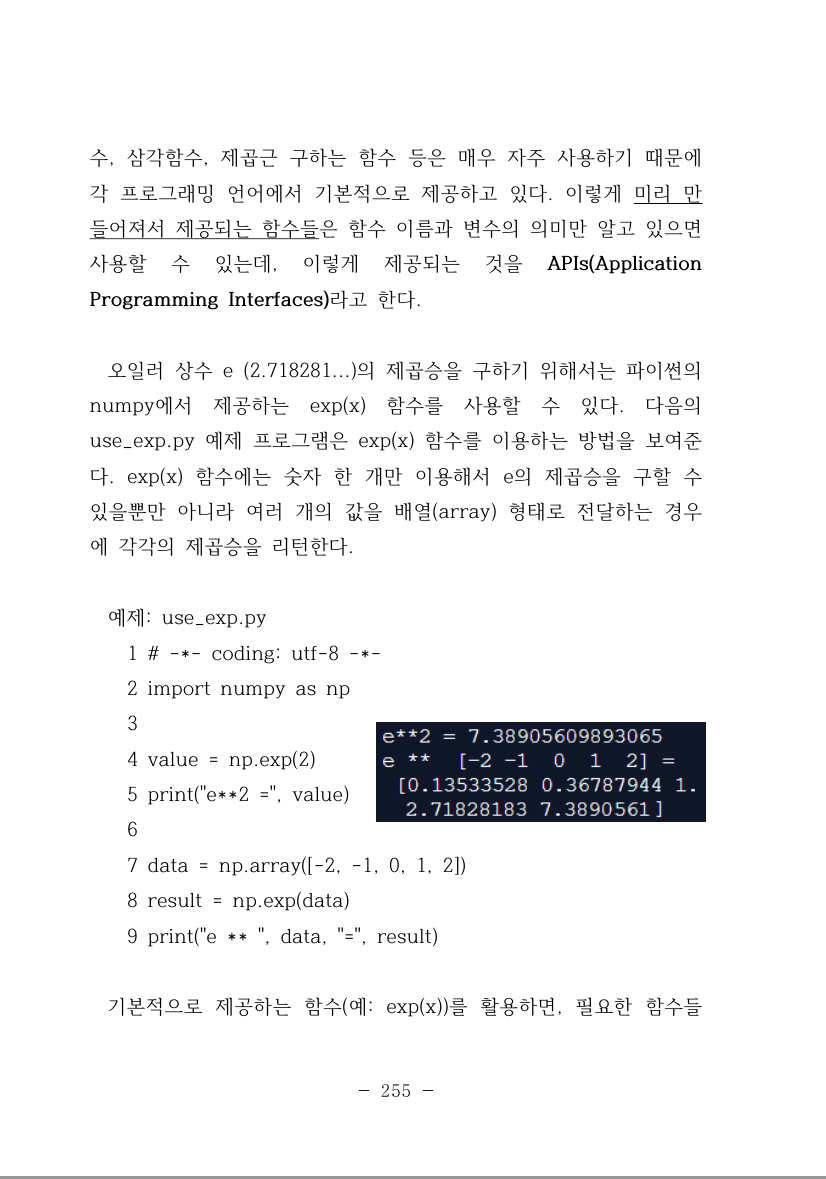 수, 삼각함수, 제곱근 구하는 함수 등은 매우 자주 사용하기 때문에
각 프로그래밍 언어에서 기본적으로 제공하고 있다. 이렇게 미리 만
들어져서 제공되는 함수들은 함수 이름과 변수의 의미만 알고 있으면
사용할 수 있는데, 이렇게 제공되는 것을 APIs(Application
Programming Interfaces)라고 한다.
오일러 상수 e (2.718281...)의 제곱승을 구하기 위해서는 파이썬의
numpy에서 제공하는 exp(x) 함수를 사용할 수 있다. 다음의
use_exp.py 예제 프로그램은 exp(x) 함수를 이용하는 방법을 보여준
다. exp(x) 함수에는 숫자 한 개만 이용해서 e의 제곱승을 구할 수
있을뿐만 아니라 여러 개의 값을 배열(array) 형태로 전달하는 경우
에 각각의 제곱승을 리턴한다.
예제: use_exp.py
1 # -*- coding: utf-8 -*-
2 import numpy as np
3
4 value = np.exp(2)
5 print("e**2 =", value)
6
7 data = np.array([-2, -1, 0, 1, 2])
8 result = np.exp(data)
9 print("e ** ", data, "=", result)
e**2 = 7.38905609893065
e ** [-2 -1 0 1 2] =
[0.13533528 0.36787944 1.
2.71828183 7.3890561]
기본적으로 제공하는 함수(예: exp(x))를 활용하면, 필요한 함수들
- 255 -